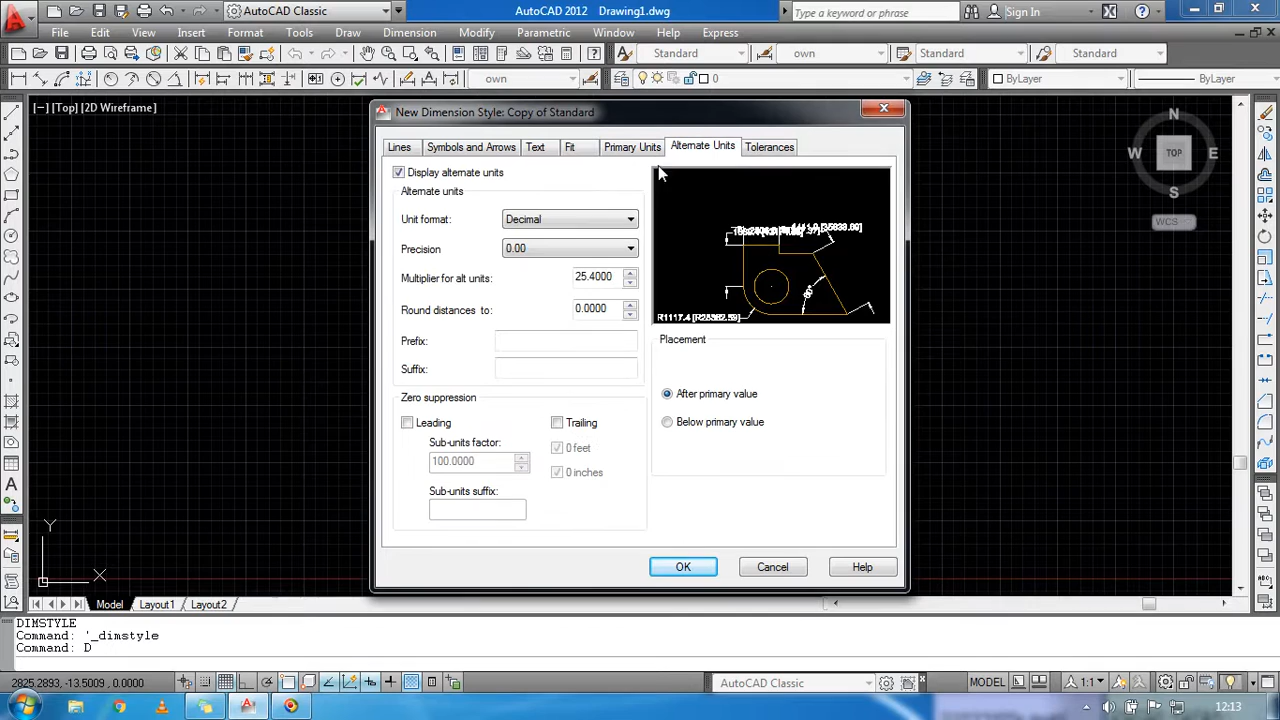 AutoCAD Classic
AutoCAD 2012 Drawing1.dwg
Type a keyword or phrase
Sign In
File Edit View Insert Format Tools Draw Dimension Modify Parametric Window Help Express
Standard own Standard Standard
own 0 ByLayer ByLayer
[−] [Top] [2D Wireframe]
New Dimension Style: Copy of Standard
Lines Symbols and Arrows Text Fit Primary Units Alternate Units Tolerances
Display alternate units
Alternate units
Unit format: Decimal
Precision 0.00
Multiplier for alt units: 25.4000
Round distances to: 0.0000
Prefix:
Suffix:
Zero suppression
Leading Trailing
Sub-units factor: 0 feet
100.0000
0 inches
Sub-units suffix:
60°
R1117.4 [R28382.59]
Placement
After primary value
Below primary value
OK Cancel Help
N
W TOP E
S
WCS
Y
X
Model Layout1 Layout2
DIMSTYLE
Command: '_dimstyle
Command: D
2825.2893, -13.5009, 0.0000
AutoCAD Classic
MODEL
1:1
12:13